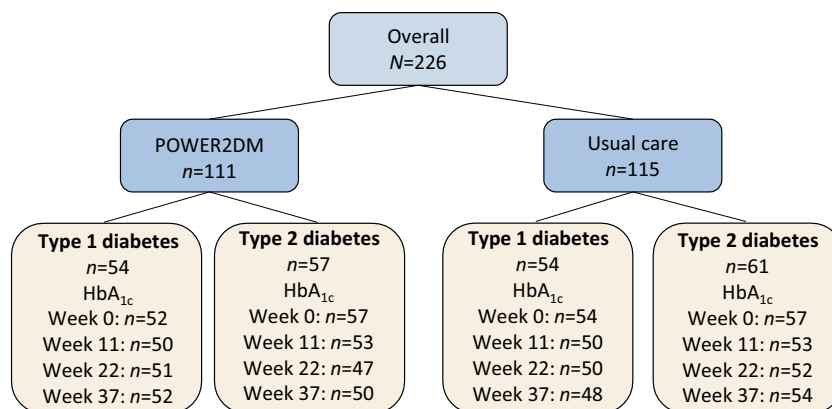 Overall
N=226
POWER2DM
n=111
Usual care
n=115
Type 1 diabetes
n=54
HbA1c
Week 0: n=52
Week 11: n=50
Week 22: n=51
Week 37: n=52
Type 2 diabetes
n=57
HbA1c
Week 0: n=57
Week 11: n=53
Week 22: n=47
Week 37: n=50
Type 1 diabetes
n=54
HbA1c
Week 0: n=54
Week 11: n=50
Week 22: n=50
Week 37: n=48
Type 2 diabetes
n=61
HbA1c
Week 0: n=57
Week 11: n=53
Week 22: n=52
Week 37: n=54